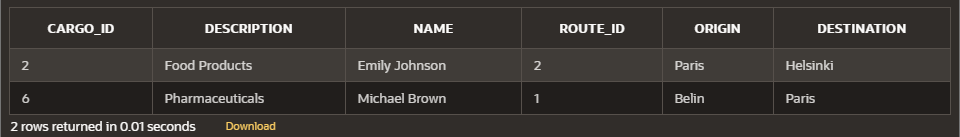 CARGO_ID DESCRIPTION NAME ROUTE_ID ORIGIN DESTINATION
2 Food Products Emily Johnson 2 Paris Helsinki
6 Pharmaceuticals Michael Brown 1 Belin Paris
2 rows returned in 0.01 seconds Download